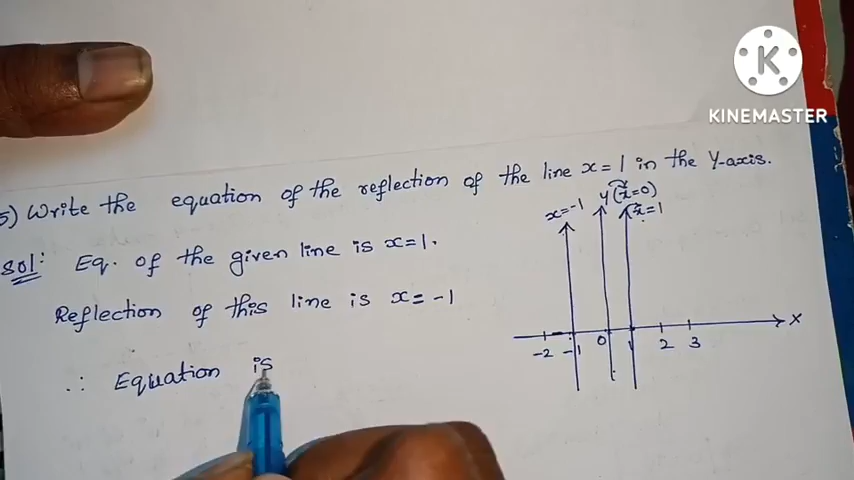 KINEMASTER
5) Write the equation of the reflection of the line x = 1 in the Y-axis.
Sol: Eq. of the given line is x=1.
Reflection of this line is x = -1
∴ Equation is
x=-1 y(x=0) x=1
-2 -1 0 1 2 3 X